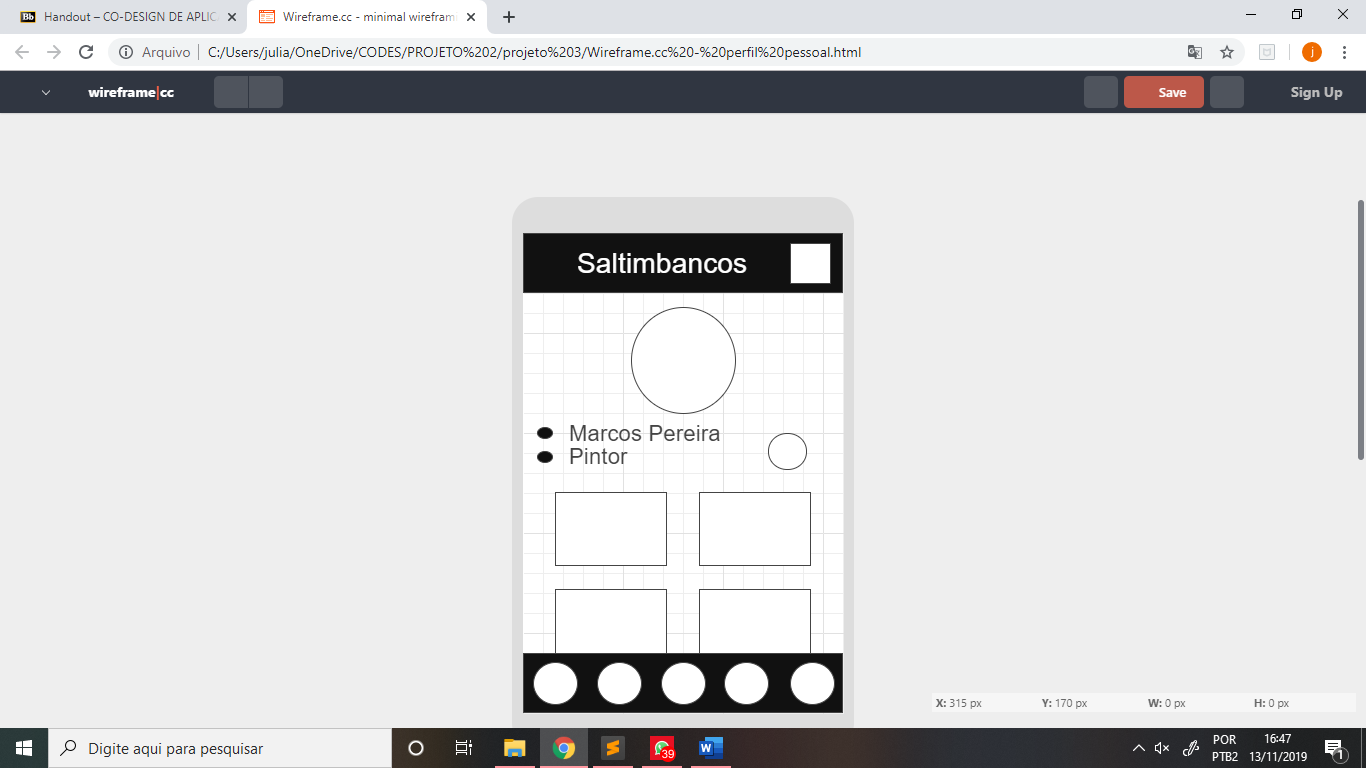 Handout – CO-DESIGN DE APLIC
Wireframe.cc - minimal wirefram
Arquivo
C:/Users/julia/OneDrive/CODES/PROJETO%202/projeto%203/Wireframe.cc%20-%20perfil%20pessoal.html
j
wireframe|cc
Save
Sign Up
Saltimbancos
Marcos Pereira
Pintor
X: 315 px
Y: 170 px
W: 0 px
H: 0 px
Digite aqui para pesquisar
39
POR
PTB2
16:47
13/11/2019
1